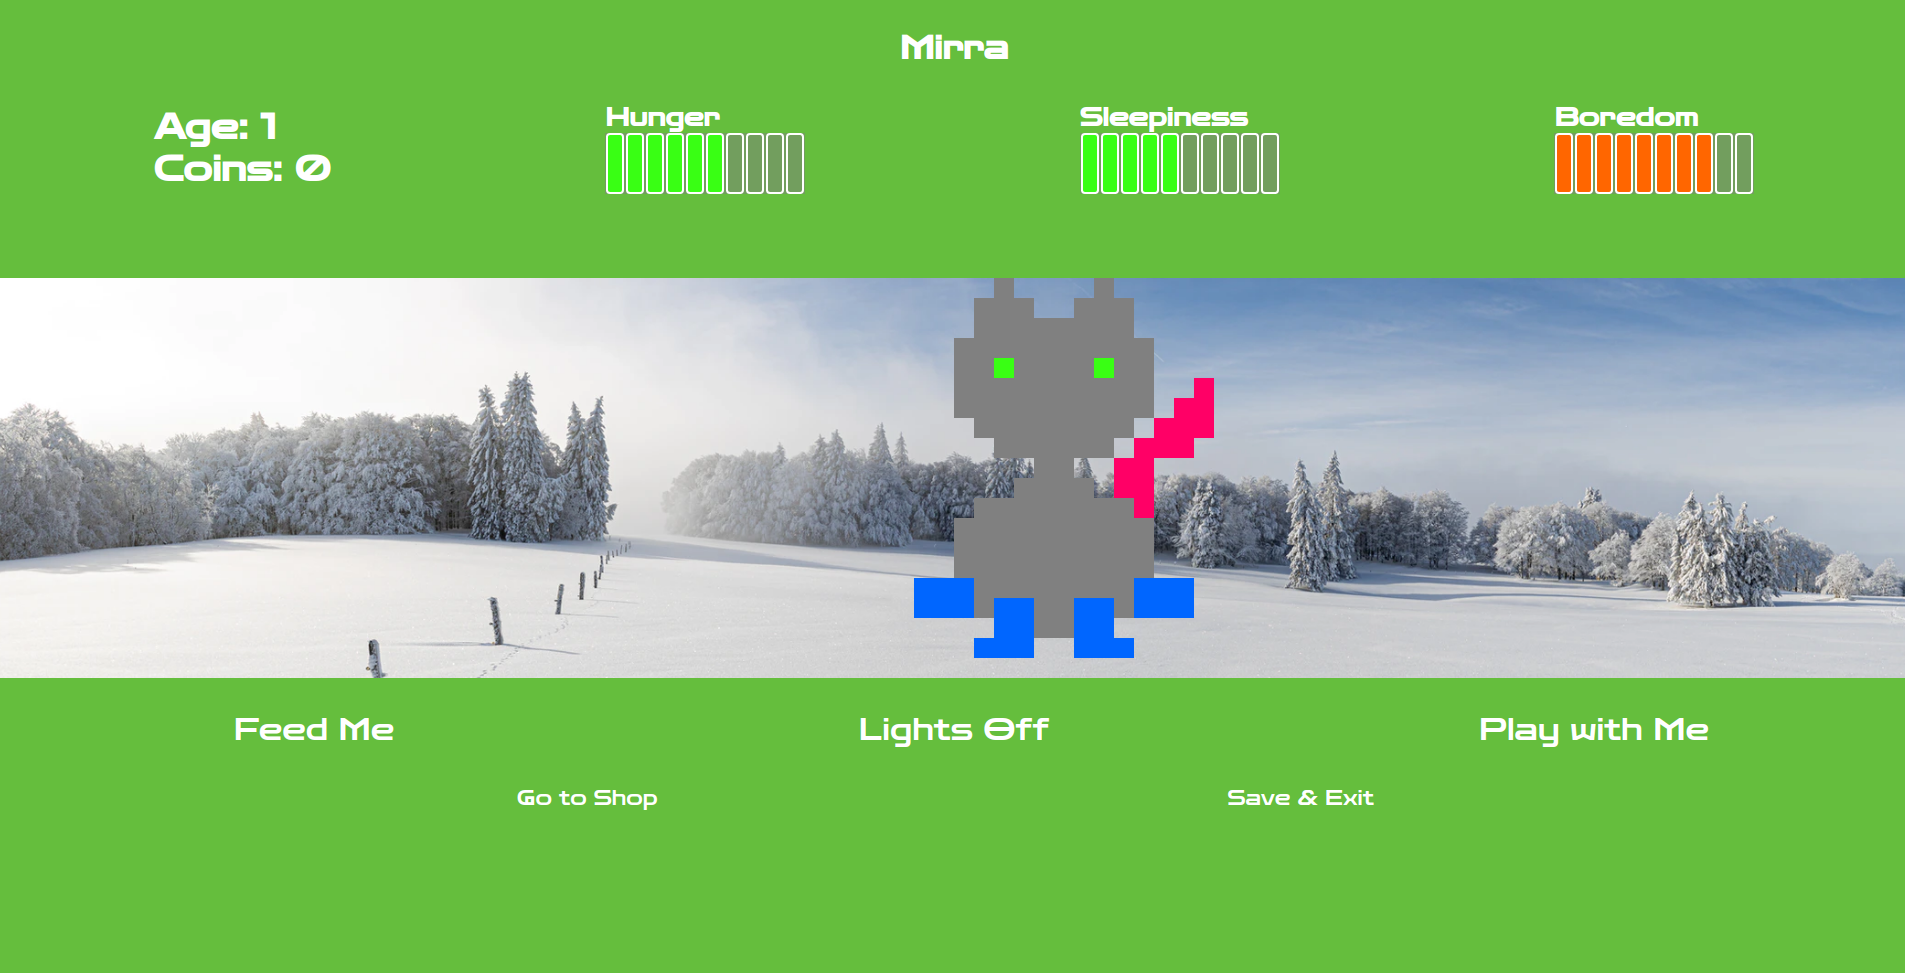 Mirra
Age: 1
Coins: 0
Hunger
Sleepiness
Boredom
Feed Me
Lights Off
Play with Me
Go to Shop
Save & Exit